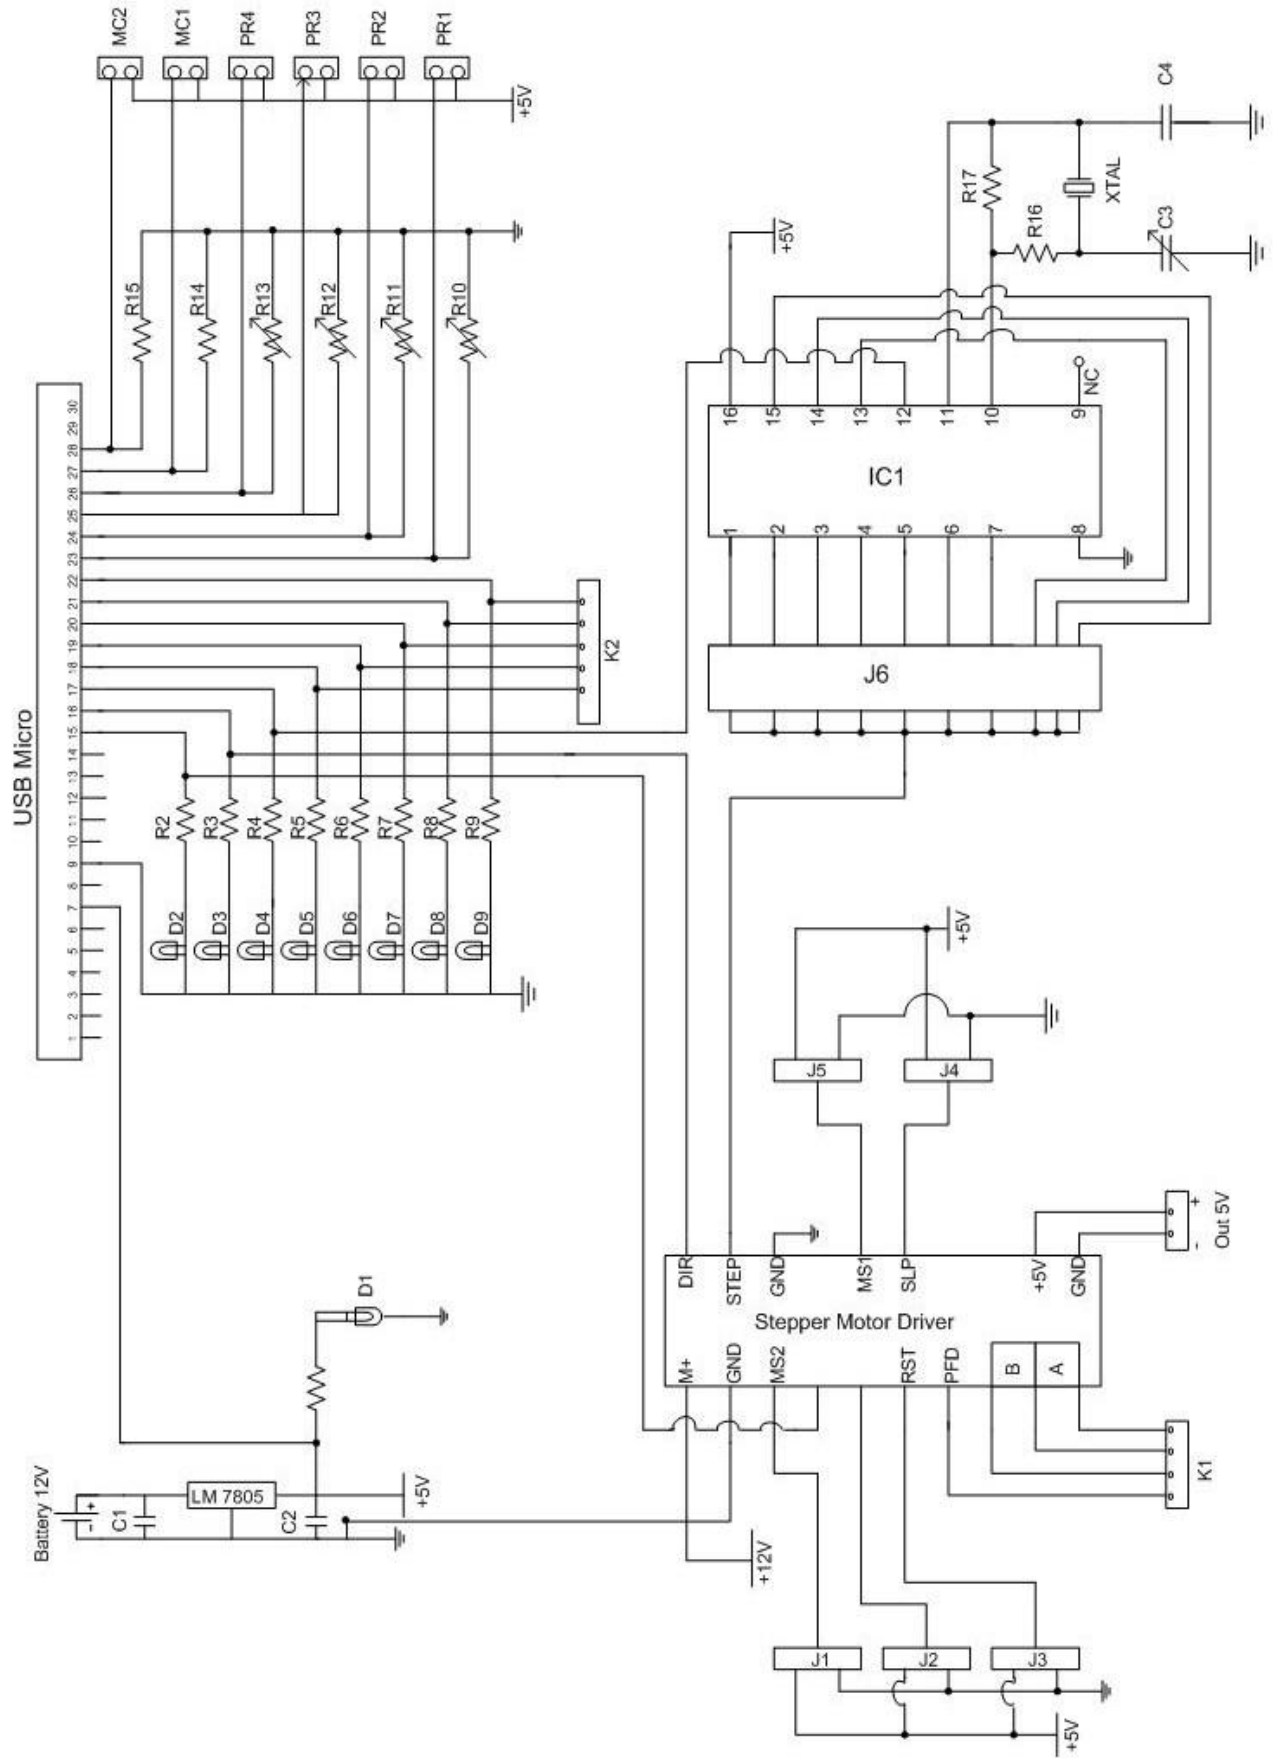 USB Micro
1
2
3
4
5
6
7
8
9
10
11
12
13
14
15
16
17
18
19
20
21
22
23
24
25
26
27
28
29
30
MC2
MC1
PR4
PR3
PR2
PR1
+5V
R15
R14
R13
R12
R11
R10
K2
R2
R3
R4
R5
R6
R7
R8
R9
D2
D3
D4
D5
D6
D7
D8
D9
Battery 12V
-
+
C1
LM 7805
C2
+5V
D1
+5V
C4
R17
XTAL
R16
C3
NC
16
15
14
13
12
11
10
9
IC1
1
2
3
4
5
6
7
8
J6
+5V
J5
J4
Stepper Motor Driver
DIR
STEP
GND
MS1
SLP
+5V
GND
M+
GND
MS2
RST
PFD
B
A
- +
Out 5V
K1
+12V
J1
J2
J3
+5V